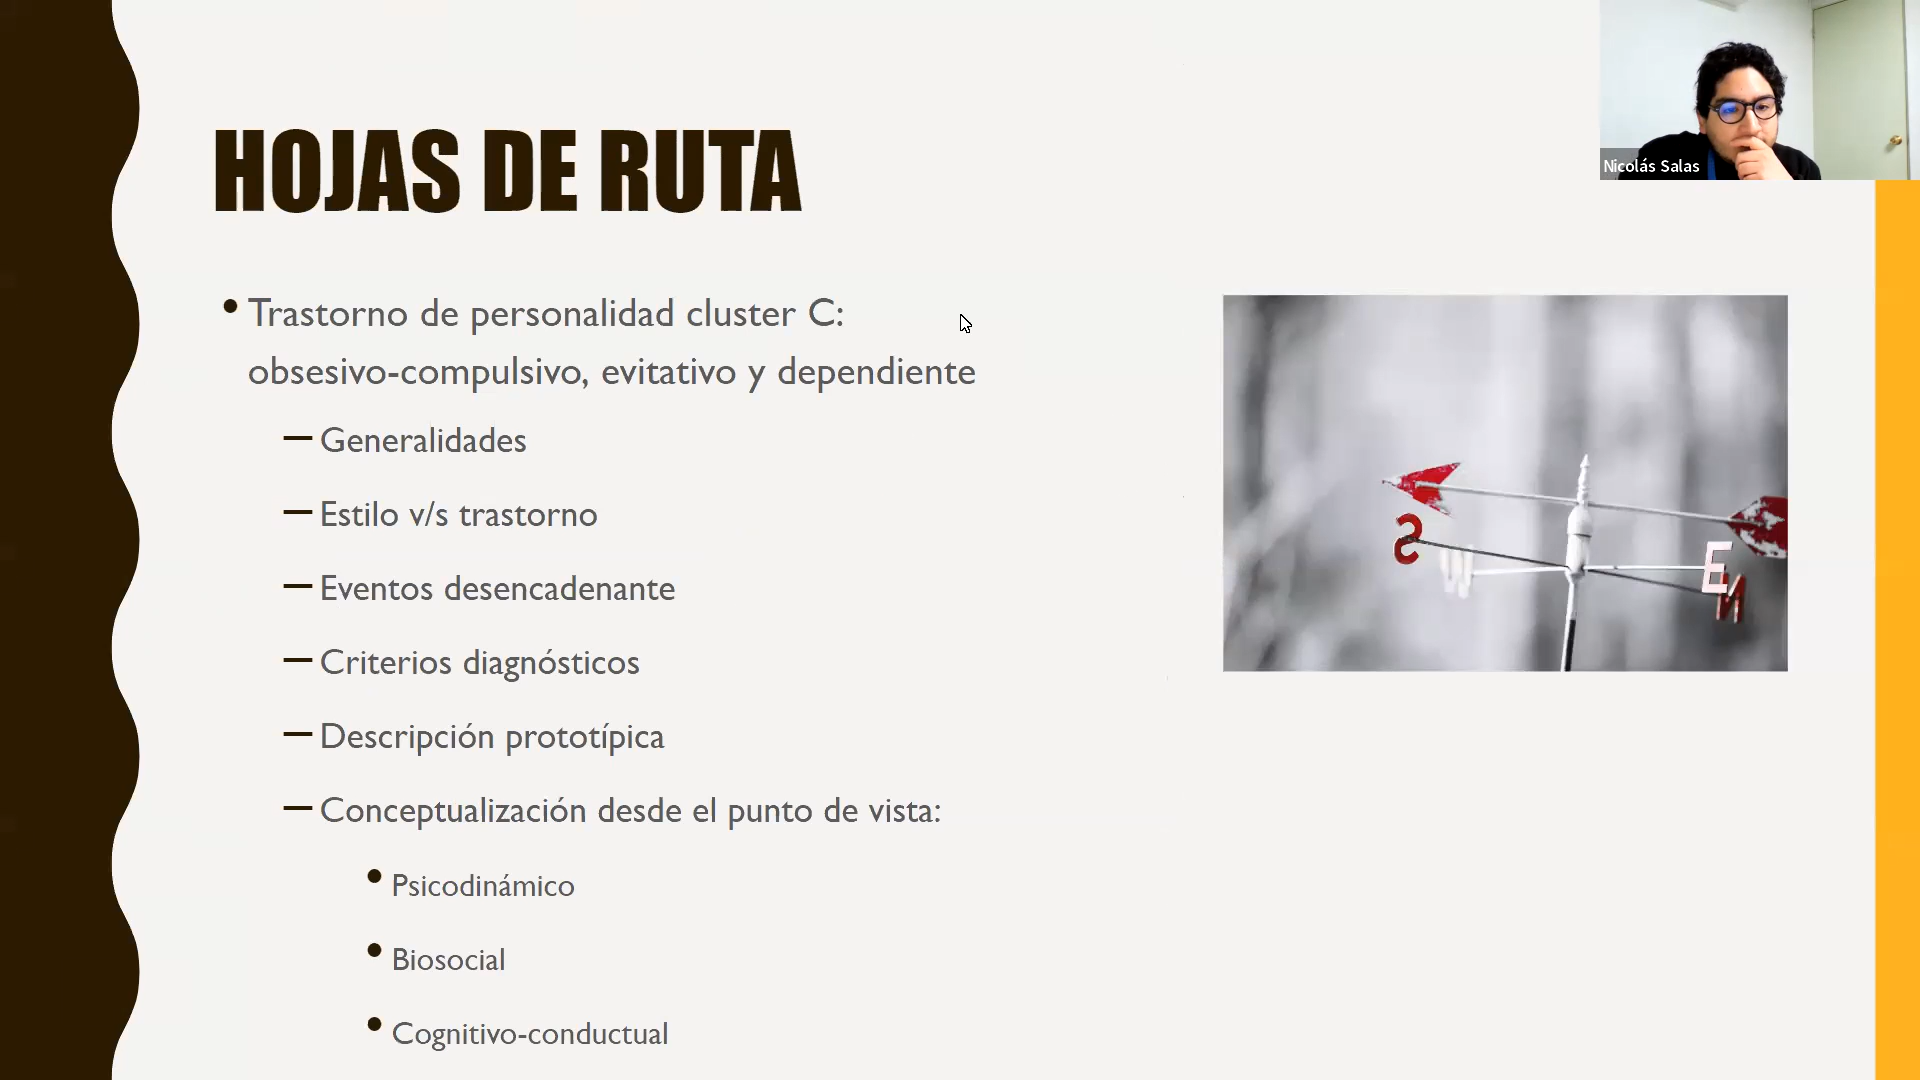 HOJAS DE RUTA
Nicolás Salas
• Trastorno de personalidad cluster C:
obsesivo-compulsivo, evitativo y dependiente
– Generalidades
– Estilo v/s trastorno
– Eventos desencadenante
– Criterios diagnósticos
– Descripción prototípica
– Conceptualización desde el punto de vista:
• Psicodinámico
• Biosocial
• Cognitivo-conductual
S
W
E
N